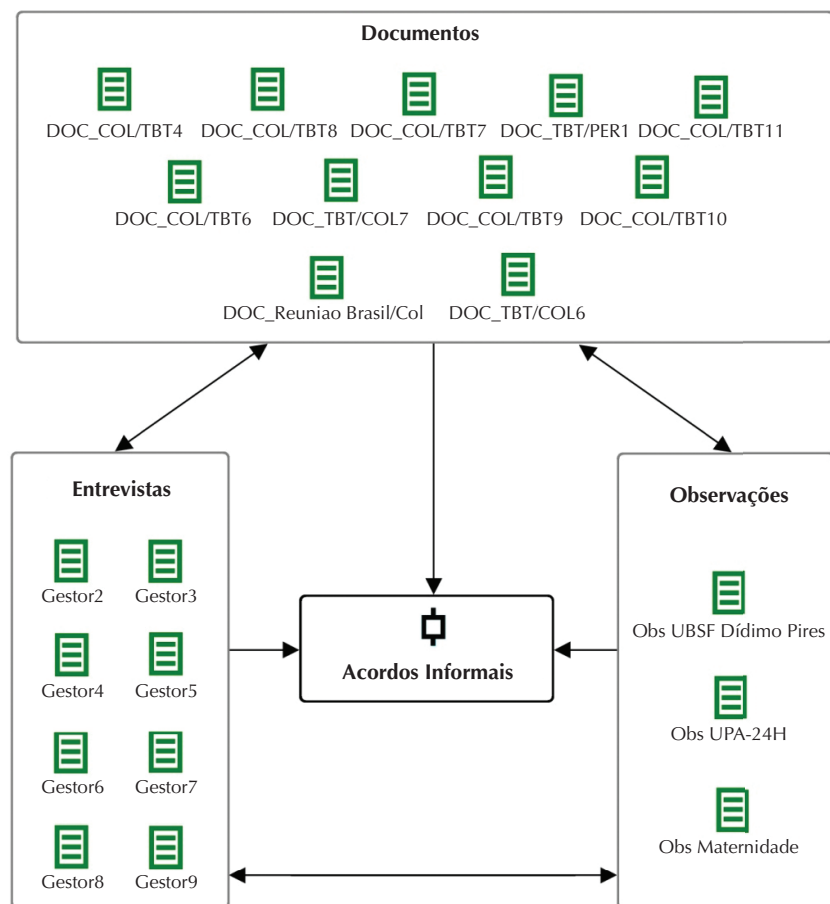 Documentos
DOC_COL/TBT4 DOC_COL/TBT8 DOC_COL/TBT7 DOC_TBT/PER1 DOC_COL/TBT11
DOC_COL/TBT6 DOC_TBT/COL7 DOC_COL/TBT9 DOC_COL/TBT10
DOC_Reuniao Brasil/Col DOC_TBT/COL6
Entrevistas
Gestor2 Gestor3
Gestor4 Gestor5
Gestor6 Gestor7
Gestor8 Gestor9
Acordos Informais
Observações
Obs UBSF Dídimo Pires
Obs UPA-24H
Obs Maternidade